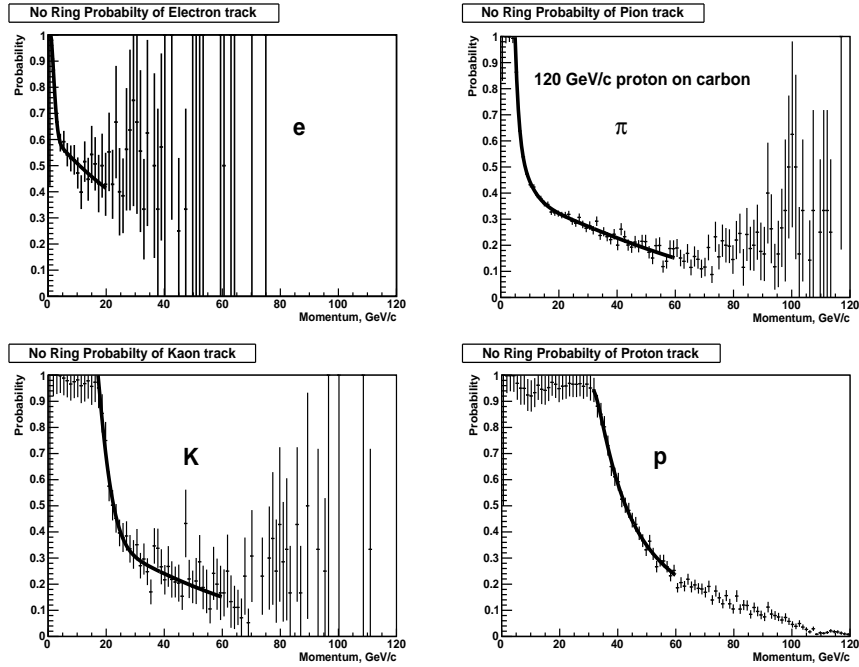 No Ring Probabilty of Electron track
Probability
1
0.9
0.8
0.7
0.6
0.5
0.4
0.3
0.2
0.1
0
e
0 20 40 60 80 100 120
Momentum, GeV/c
No Ring Probabilty of Pion track
Probability
1
0.9
0.8
0.7
0.6
0.5
0.4
0.3
0.2
0.1
0
120 GeV/c proton on carbon
π
0 20 40 60 80 100 120
Momentum, GeV/c
No Ring Probabilty of Kaon track
Probability
1
0.9
0.8
0.7
0.6
0.5
0.4
0.3
0.2
0.1
0
K
0 20 40 60 80 100 120
Momentum, GeV/c
No Ring Probabilty of Proton track
Probability
1
0.9
0.8
0.7
0.6
0.5
0.4
0.3
0.2
0.1
0
p
0 20 40 60 80 100 120
Momentum, GeV/c